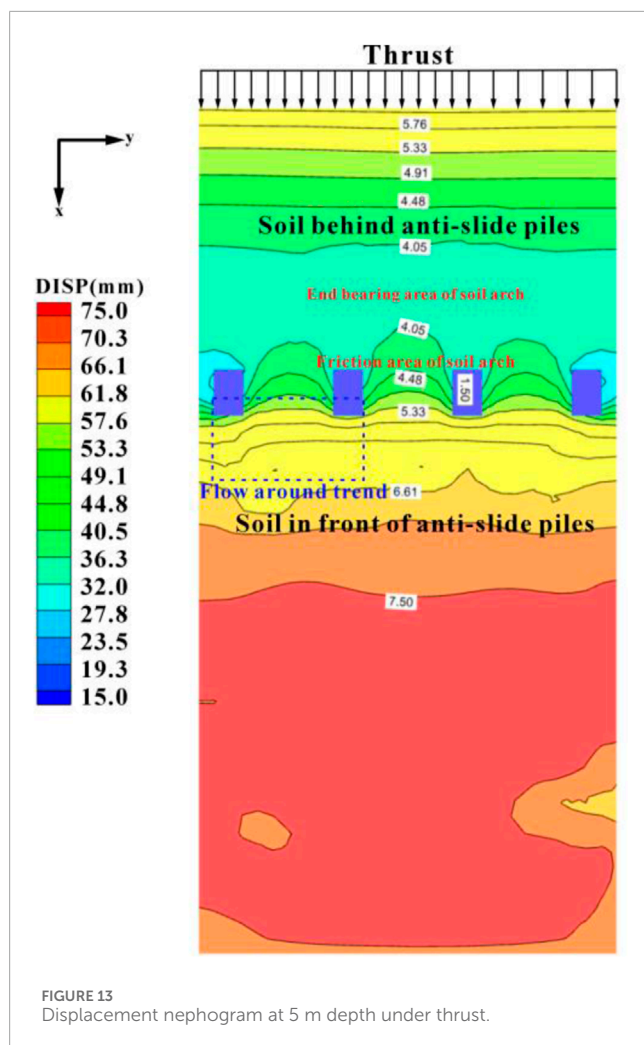 Thrust
5.76
5.33
4.91
4.48
Soil behind anti-slide piles
4.05
y
x
DISP(mm)
75.0
70.3
66.1
61.8
57.6
53.3
49.1
44.8
40.5
36.3
32.0
27.8
23.5
19.3
15.0
End bearing area of soil arch
4.05
Friction area of soil arch
4.48
1.50
5.33
Flow around trend
6.61
Soil in front of anti-slide piles
7.50
FIGURE 13
Displacement nephogram at 5 m depth under thrust.